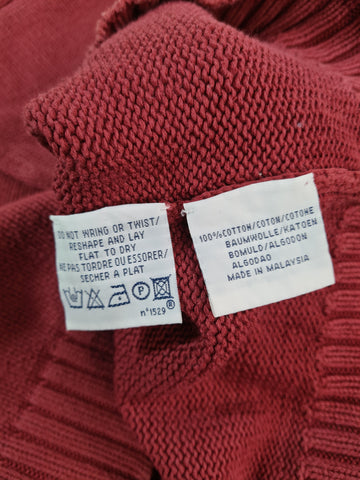 DO NOT WRING OR TWIST/
RESHAPE AND LAY
FLAT TO DRY
NE PAS TORDRE OU ESSORER/
SECHER A PLAT
P
n°1529 ®
100% COTTON/COTON/COTONE
BAUMWOLLE/KATOEN
BOMULD/ALGODON
ALGODAO
MADE IN MALAYSIA